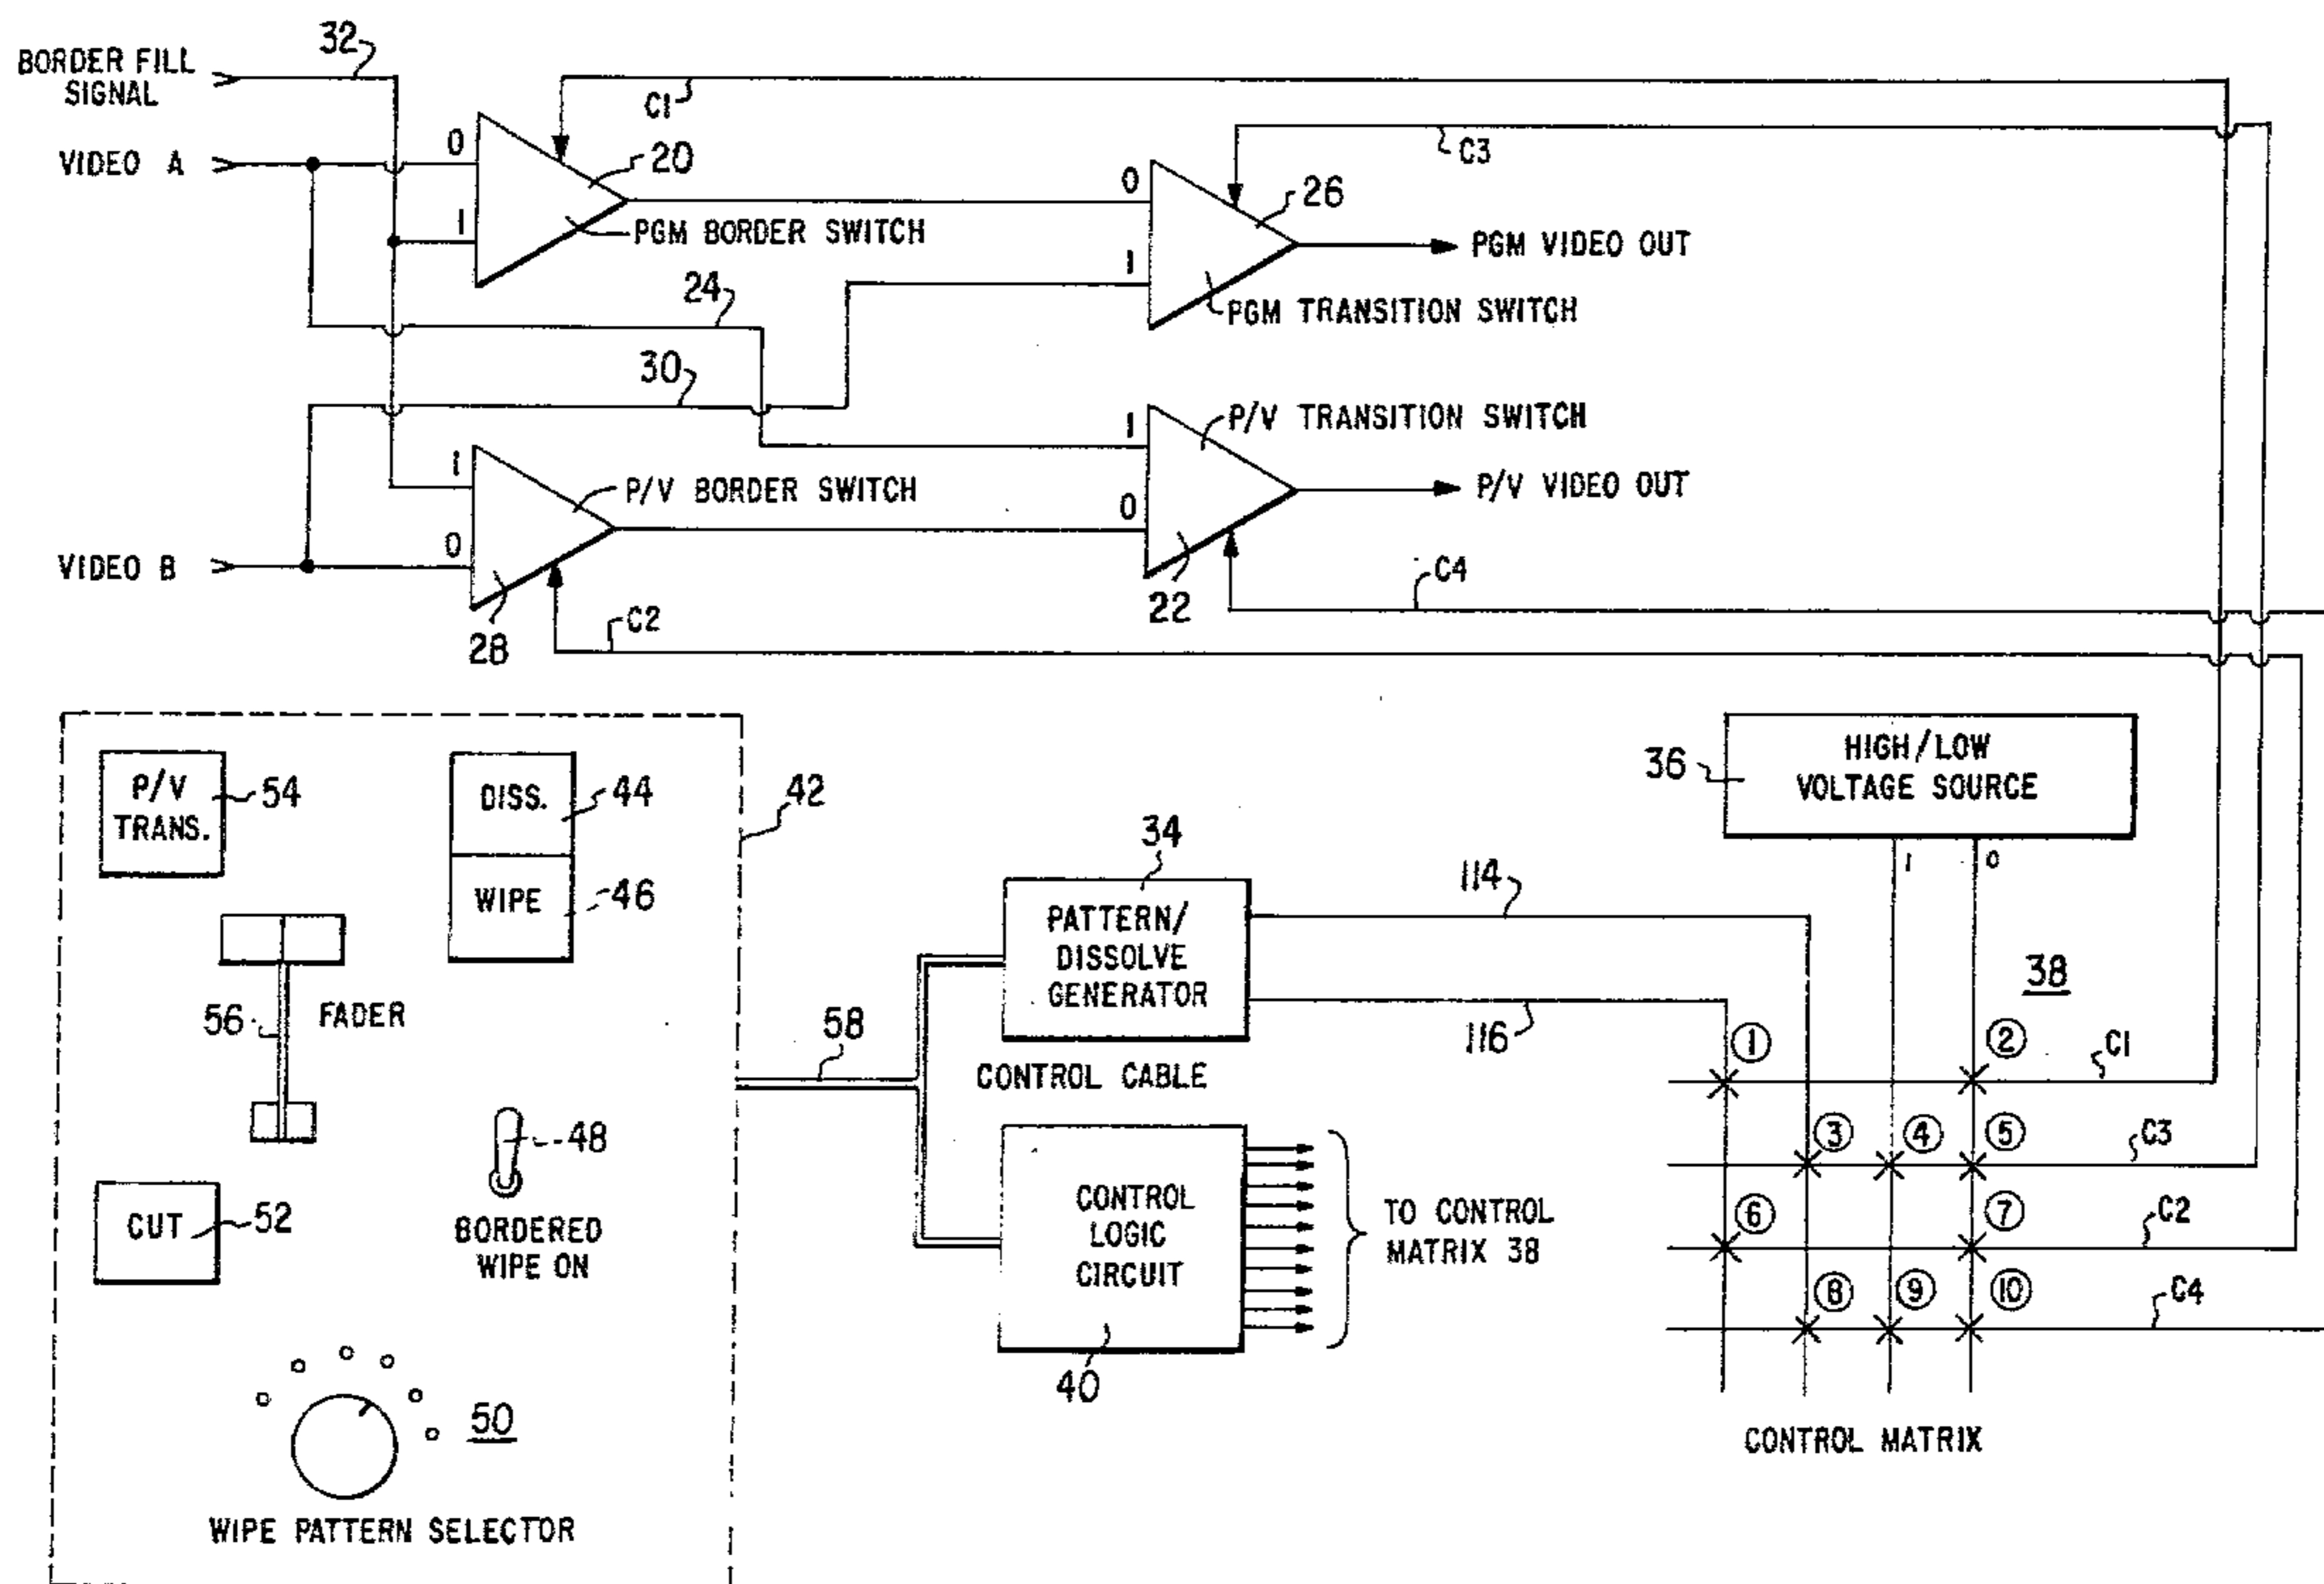 BORDER FILL
SIGNAL
32
C1
C3
VIDEO A
0
20
0
26
1
PGM BORDER SWITCH
1
PGM VIDEO OUT
24
PGM TRANSITION SWITCH
30
1
P/V TRANSITION SWITCH
1
P/V BORDER SWITCH
0
P/V VIDEO OUT
VIDEO B
0
28
22
C4
C2
P/V
TRANS.
54
DISS.
44
WIPE
46
42
56
FADER
48
BORDERED
WIPE ON
CUT
52
50
WIPE PATTERN SELECTOR
58
34
PATTERN/
DISSOLVE
GENERATOR
114
116
CONTROL CABLE
CONTROL
LOGIC
CIRCUIT
40
TO CONTROL
MATRIX 38
36
HIGH/LOW
VOLTAGE SOURCE
1
0
38
1
2
C1
3
4
5
C3
6
7
C2
8
9
10
C4
CONTROL MATRIX